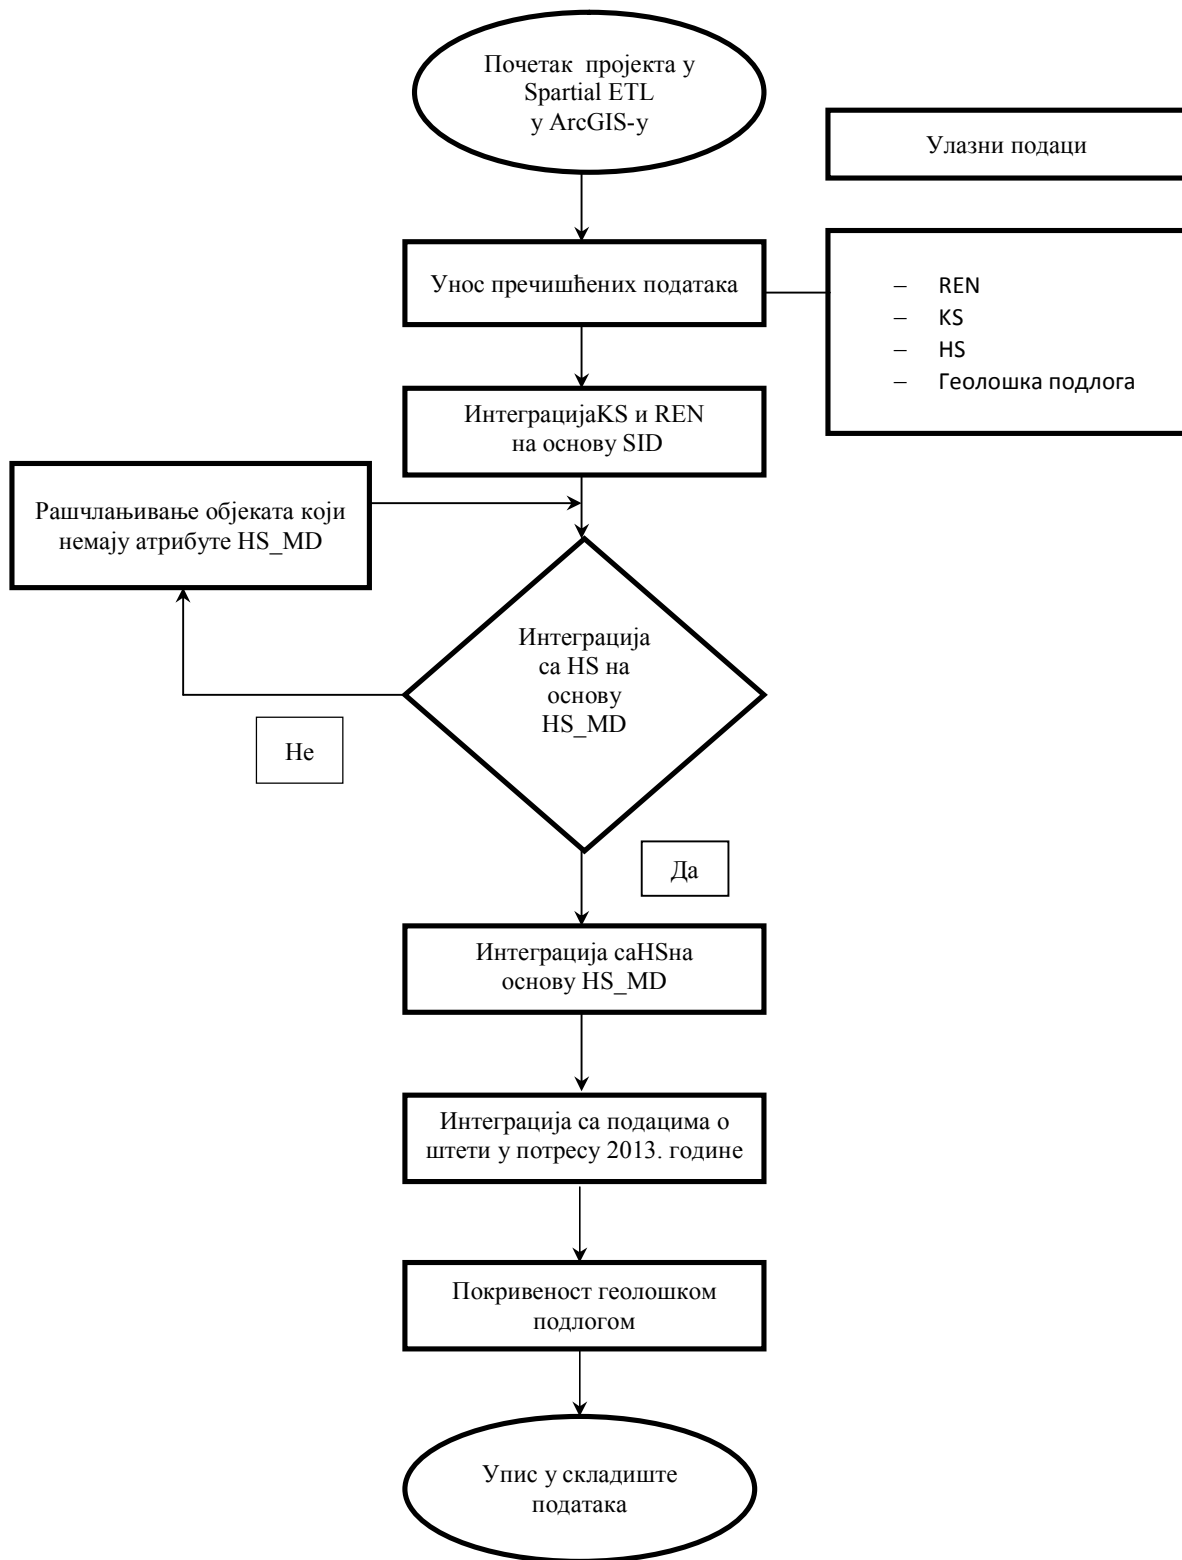 Почетак  пројекта у
Spartial ETL
у ArcGIS-у
Улазни подаци
Унос пречишћених података
– REN
– KS
– HS
– Геолошка подлога
ИнтеграцијаKS и REN
на основу SID
Рашчлањивање објеката који
немају атрибуте HS_MD
Интеграција
са HS на
основу
HS_MD
Не
Да
Интеграција саHSна
основу HS_MD
Интеграција са подацима о
штети у потресу 2013. године
Покривеност геолошком
подлогом
Упис у складиште
података